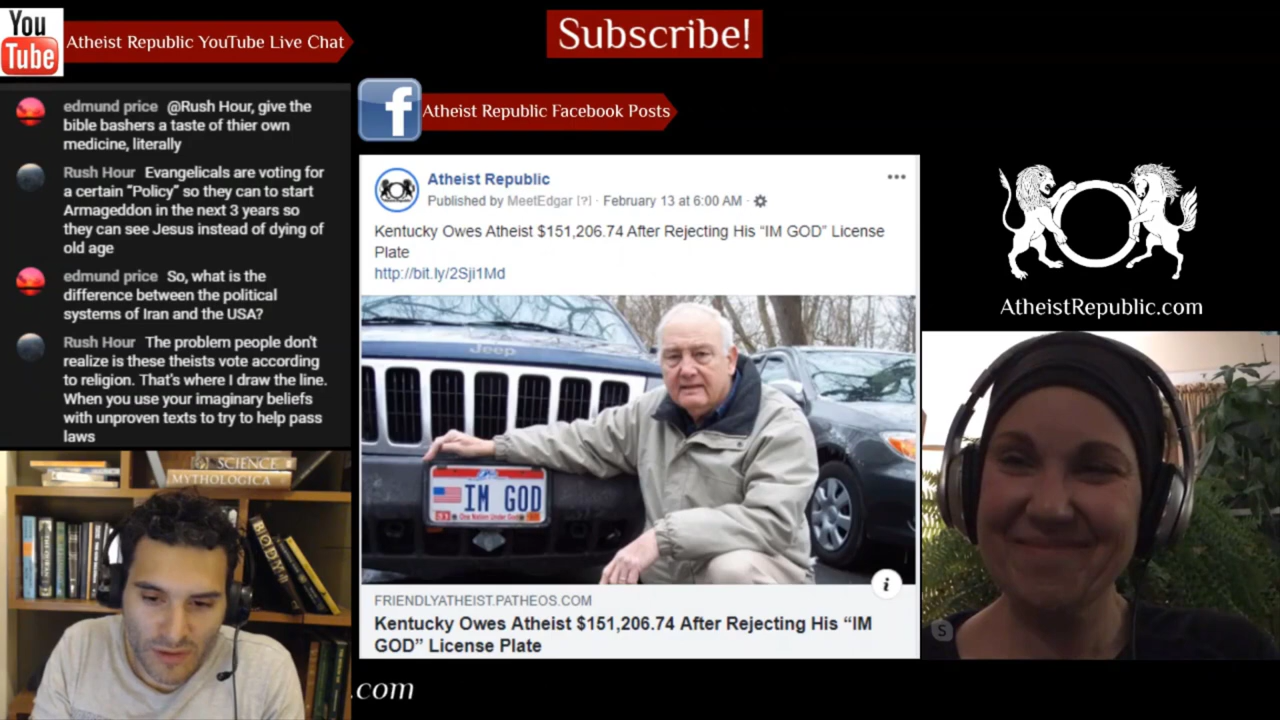 You
Tube
Atheist Republic YouTube Live Chat
Subscribe!
edmund price @Rush Hour, give the
bible bashers a taste of thier own
medicine, literally
Rush Hour Evangelicals are voting for
a certain "Policy" so they can to start
Armageddon in the next 3 years so
they can see Jesus instead of dying of
old age
edmund price So, what is the
difference between the political
systems of Iran and the USA?
Rush Hour The problem people don't
realize is these theists vote according
to religion. That's where I draw the line.
When you use your imaginary beliefs
with unproven texts to try to help pass
laws
f
Atheist Republic Facebook Posts
Atheist Republic
Published by MeetEdgar [?] · February 13 at 6:00 AM ·
Kentucky Owes Atheist $151,206.74 After Rejecting His “IM GOD” License
Plate
http://bit.ly/2Sji1Md
Jeep
IM GOD
One Nation Under God
i
FRIENDLYATHEIST.PATHEOS.COM
Kentucky Owes Atheist $151,206.74 After Rejecting His “IM
GOD” License Plate
AtheistRepublic.com
S
SCIENCE
MYTHOLOGICA
BODY
.com